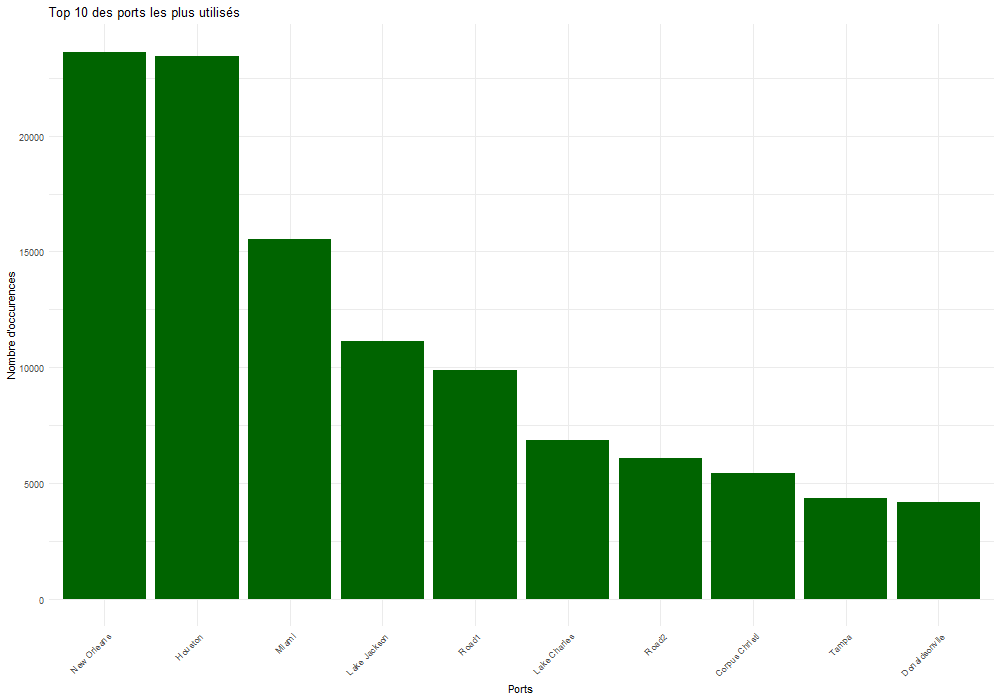 Top 10 des ports les plus utilisés
Nombre d'occurences
20000
15000
10000
5000
0
New Orleans
Houston
Miami
Lake Jackson
Road1
Lake Charles
Road2
Corpus Christi
Tampa
Donaldsonville
Ports